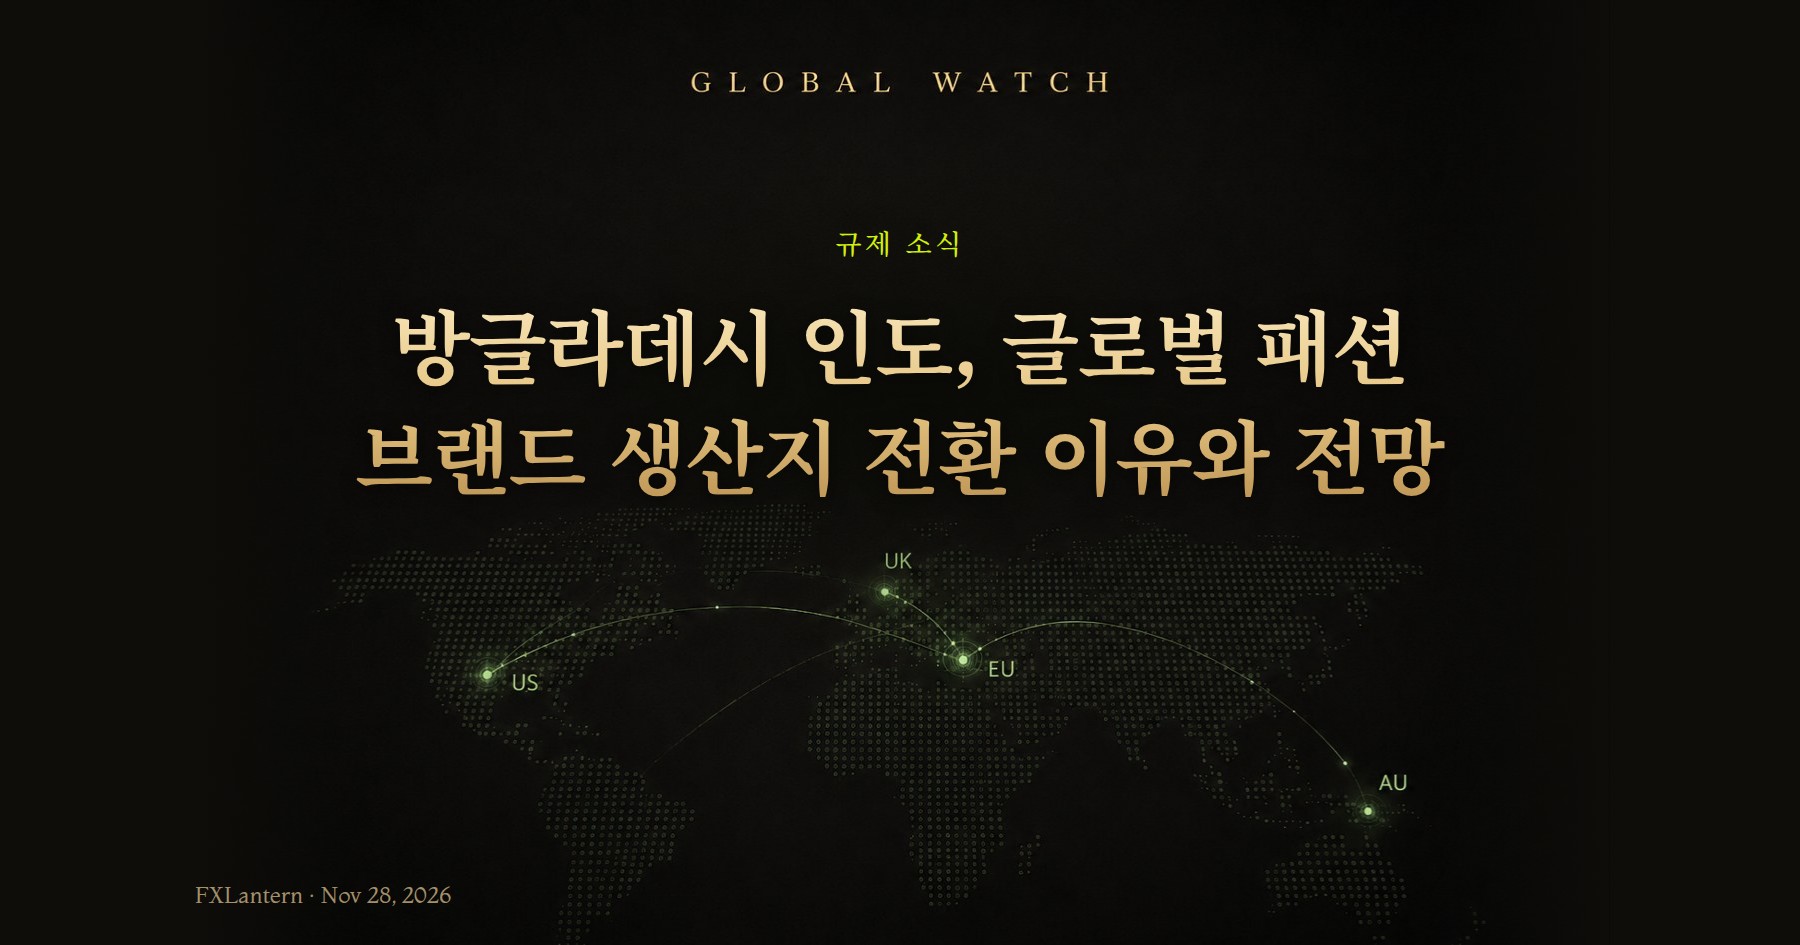 GLOBAL WATCH
규제 소식
방글라데시 인도, 글로벌 패션
브랜드 생산지 전환 이유와 전망
UK
EU
US
AU
FXLantern · Nov 28, 2026